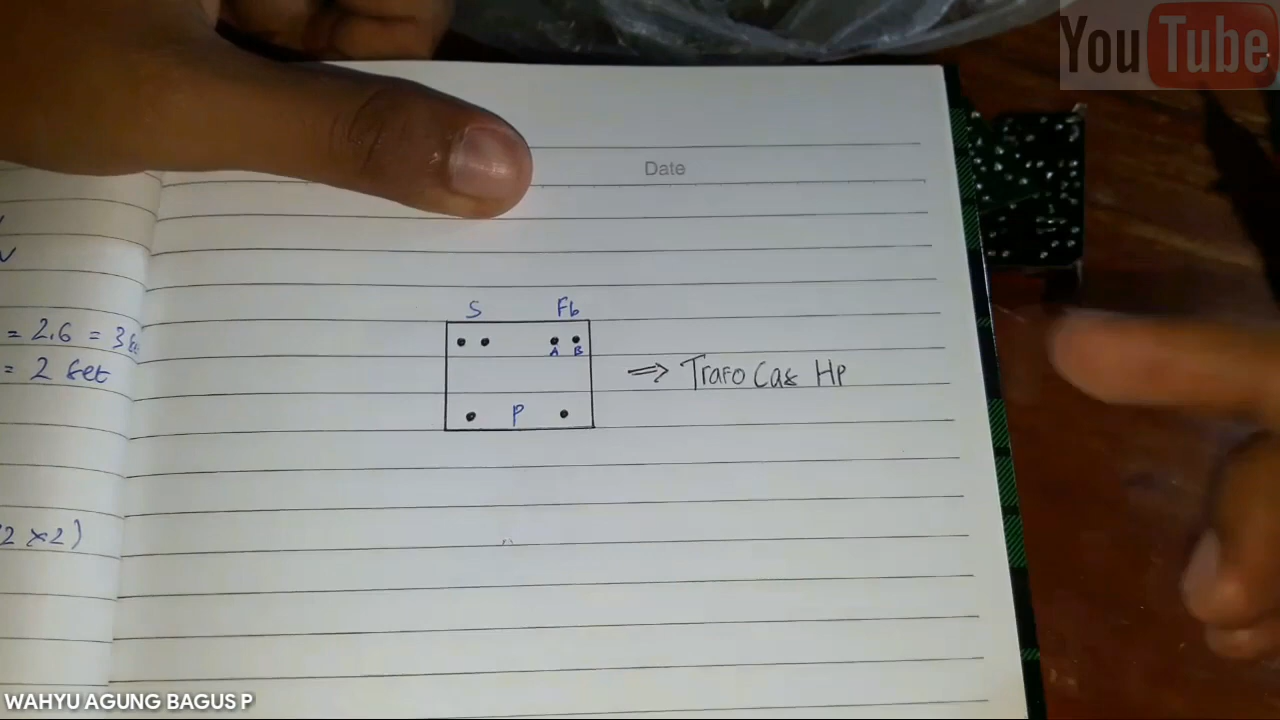 YouTube
Date
= 2.6 = 3
= 2 set
2 x 2)
S Fb
A B
P
⇒ Trafo Cas HP
WAHYU AGUNG BAGUS P